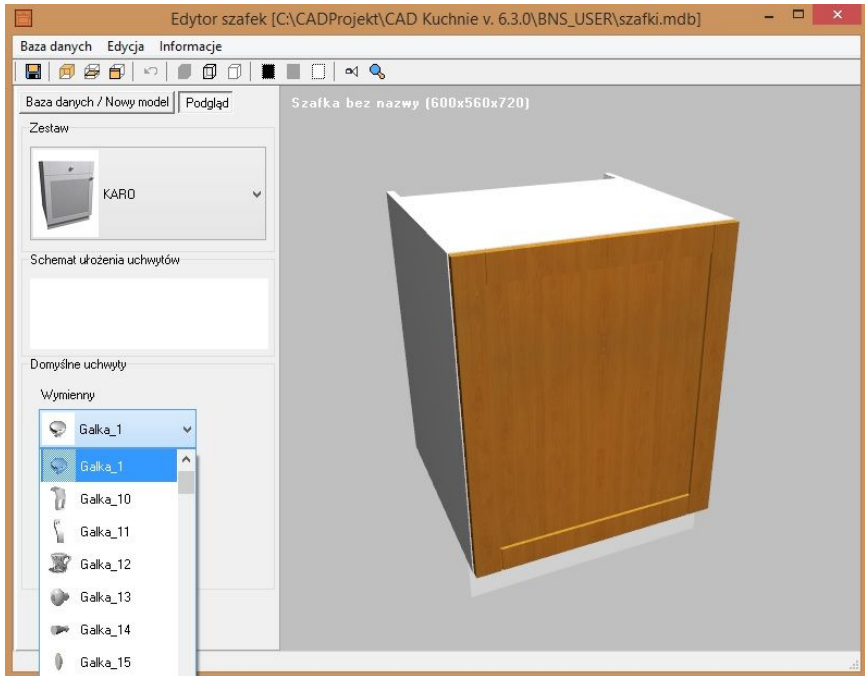 Edytor szafek [C:\CADProjekt\CAD Kuchnie v. 6.3.0\BNS_USER\szafki.mdb]
Baza danych Edycja Informacje
Baza danych / Nowy model Podgląd
Szafka bez nazwy (600x560x720)
Zestaw
KARO
Schemat ułożenia uchwytów
Domyślne uchwyty
Wymienny
Galka_1
Galka_1
Galka_10
Galka_11
Galka_12
Galka_13
Galka_14
Galka_15